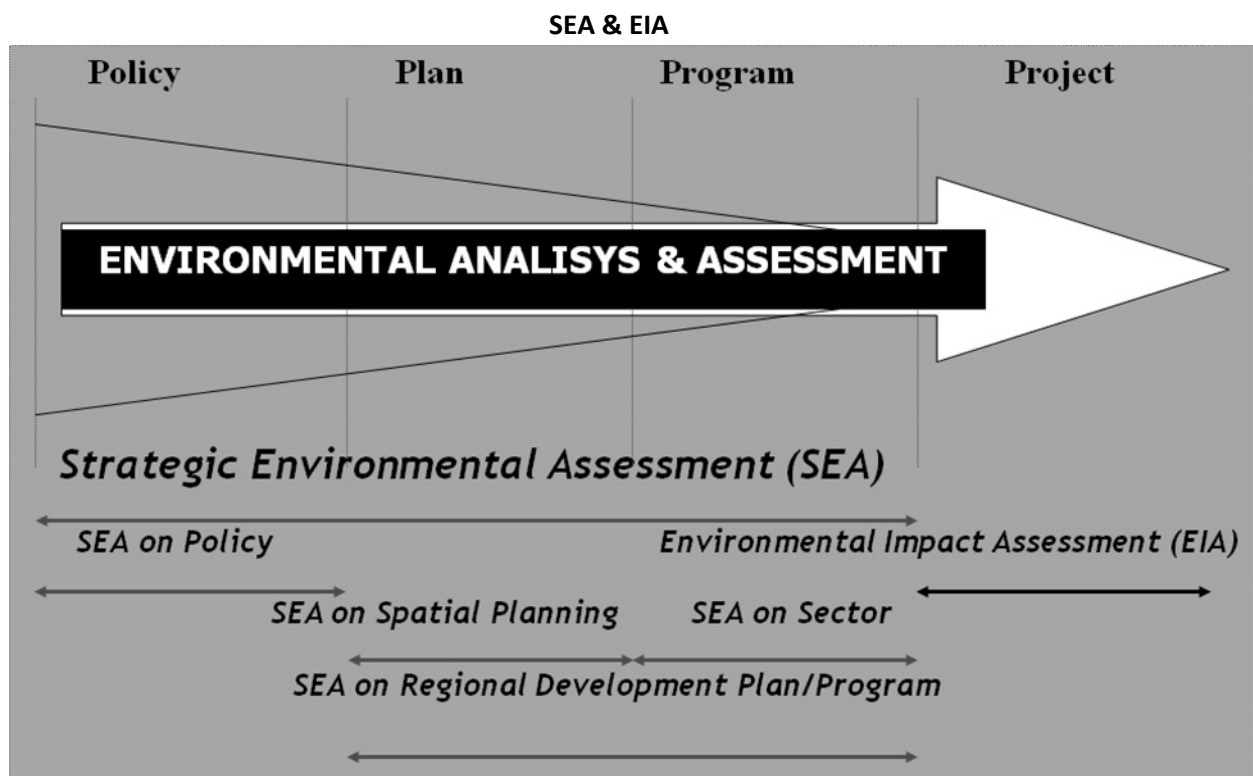 SEA & EIA
Policy Plan Program Project
ENVIRONMENTAL ANALISYS & ASSESSMENT
Strategic Environmental Assessment (SEA)
SEA on Policy Environmental Impact Assessment (EIA)
SEA on Spatial Planning SEA on Sector
SEA on Regional Development Plan/Program